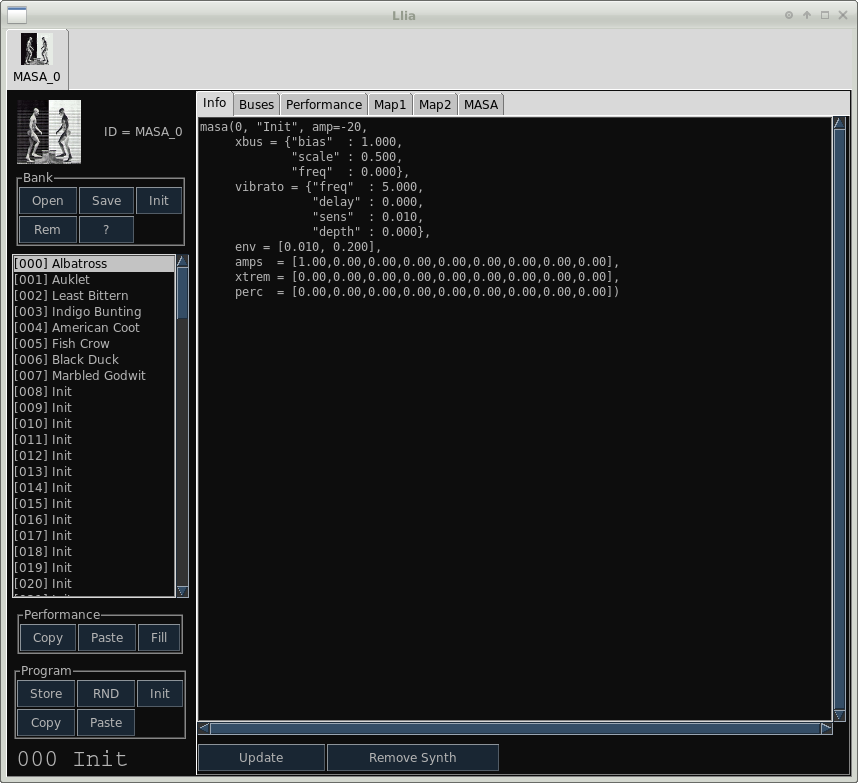 Llia
MASA_0
ID = MASA_0
Bank
Open Save Init
Rem ?
[000] Albatross
[001] Auklet
[002] Least Bittern
[003] Indigo Bunting
[004] American Coot
[005] Fish Crow
[006] Black Duck
[007] Marbled Godwit
[008] Init
[009] Init
[010] Init
[011] Init
[012] Init
[013] Init
[014] Init
[015] Init
[016] Init
[017] Init
[018] Init
[019] Init
[020] Init
Performance
Copy Paste Fill
Program
Store RND Init
Copy Paste
000 Init
Info Buses Performance Map1 Map2 MASA
masa(0, "Init", amp=-20,
     xbus = {"bias"  : 1.000,
             "scale" : 0.500,
             "freq"  : 0.000},
     vibrato = {"freq"  : 5.000,
                "delay" : 0.000,
                "sens"  : 0.010,
                "depth" : 0.000},
     env = [0.010, 0.200],
     amps  = [1.00,0.00,0.00,0.00,0.00,0.00,0.00,0.00,0.00],
     xtrem = [0.00,0.00,0.00,0.00,0.00,0.00,0.00,0.00,0.00],
     perc  = [0.00,0.00,0.00,0.00,0.00,0.00,0.00,0.00,0.00])
Update Remove Synth